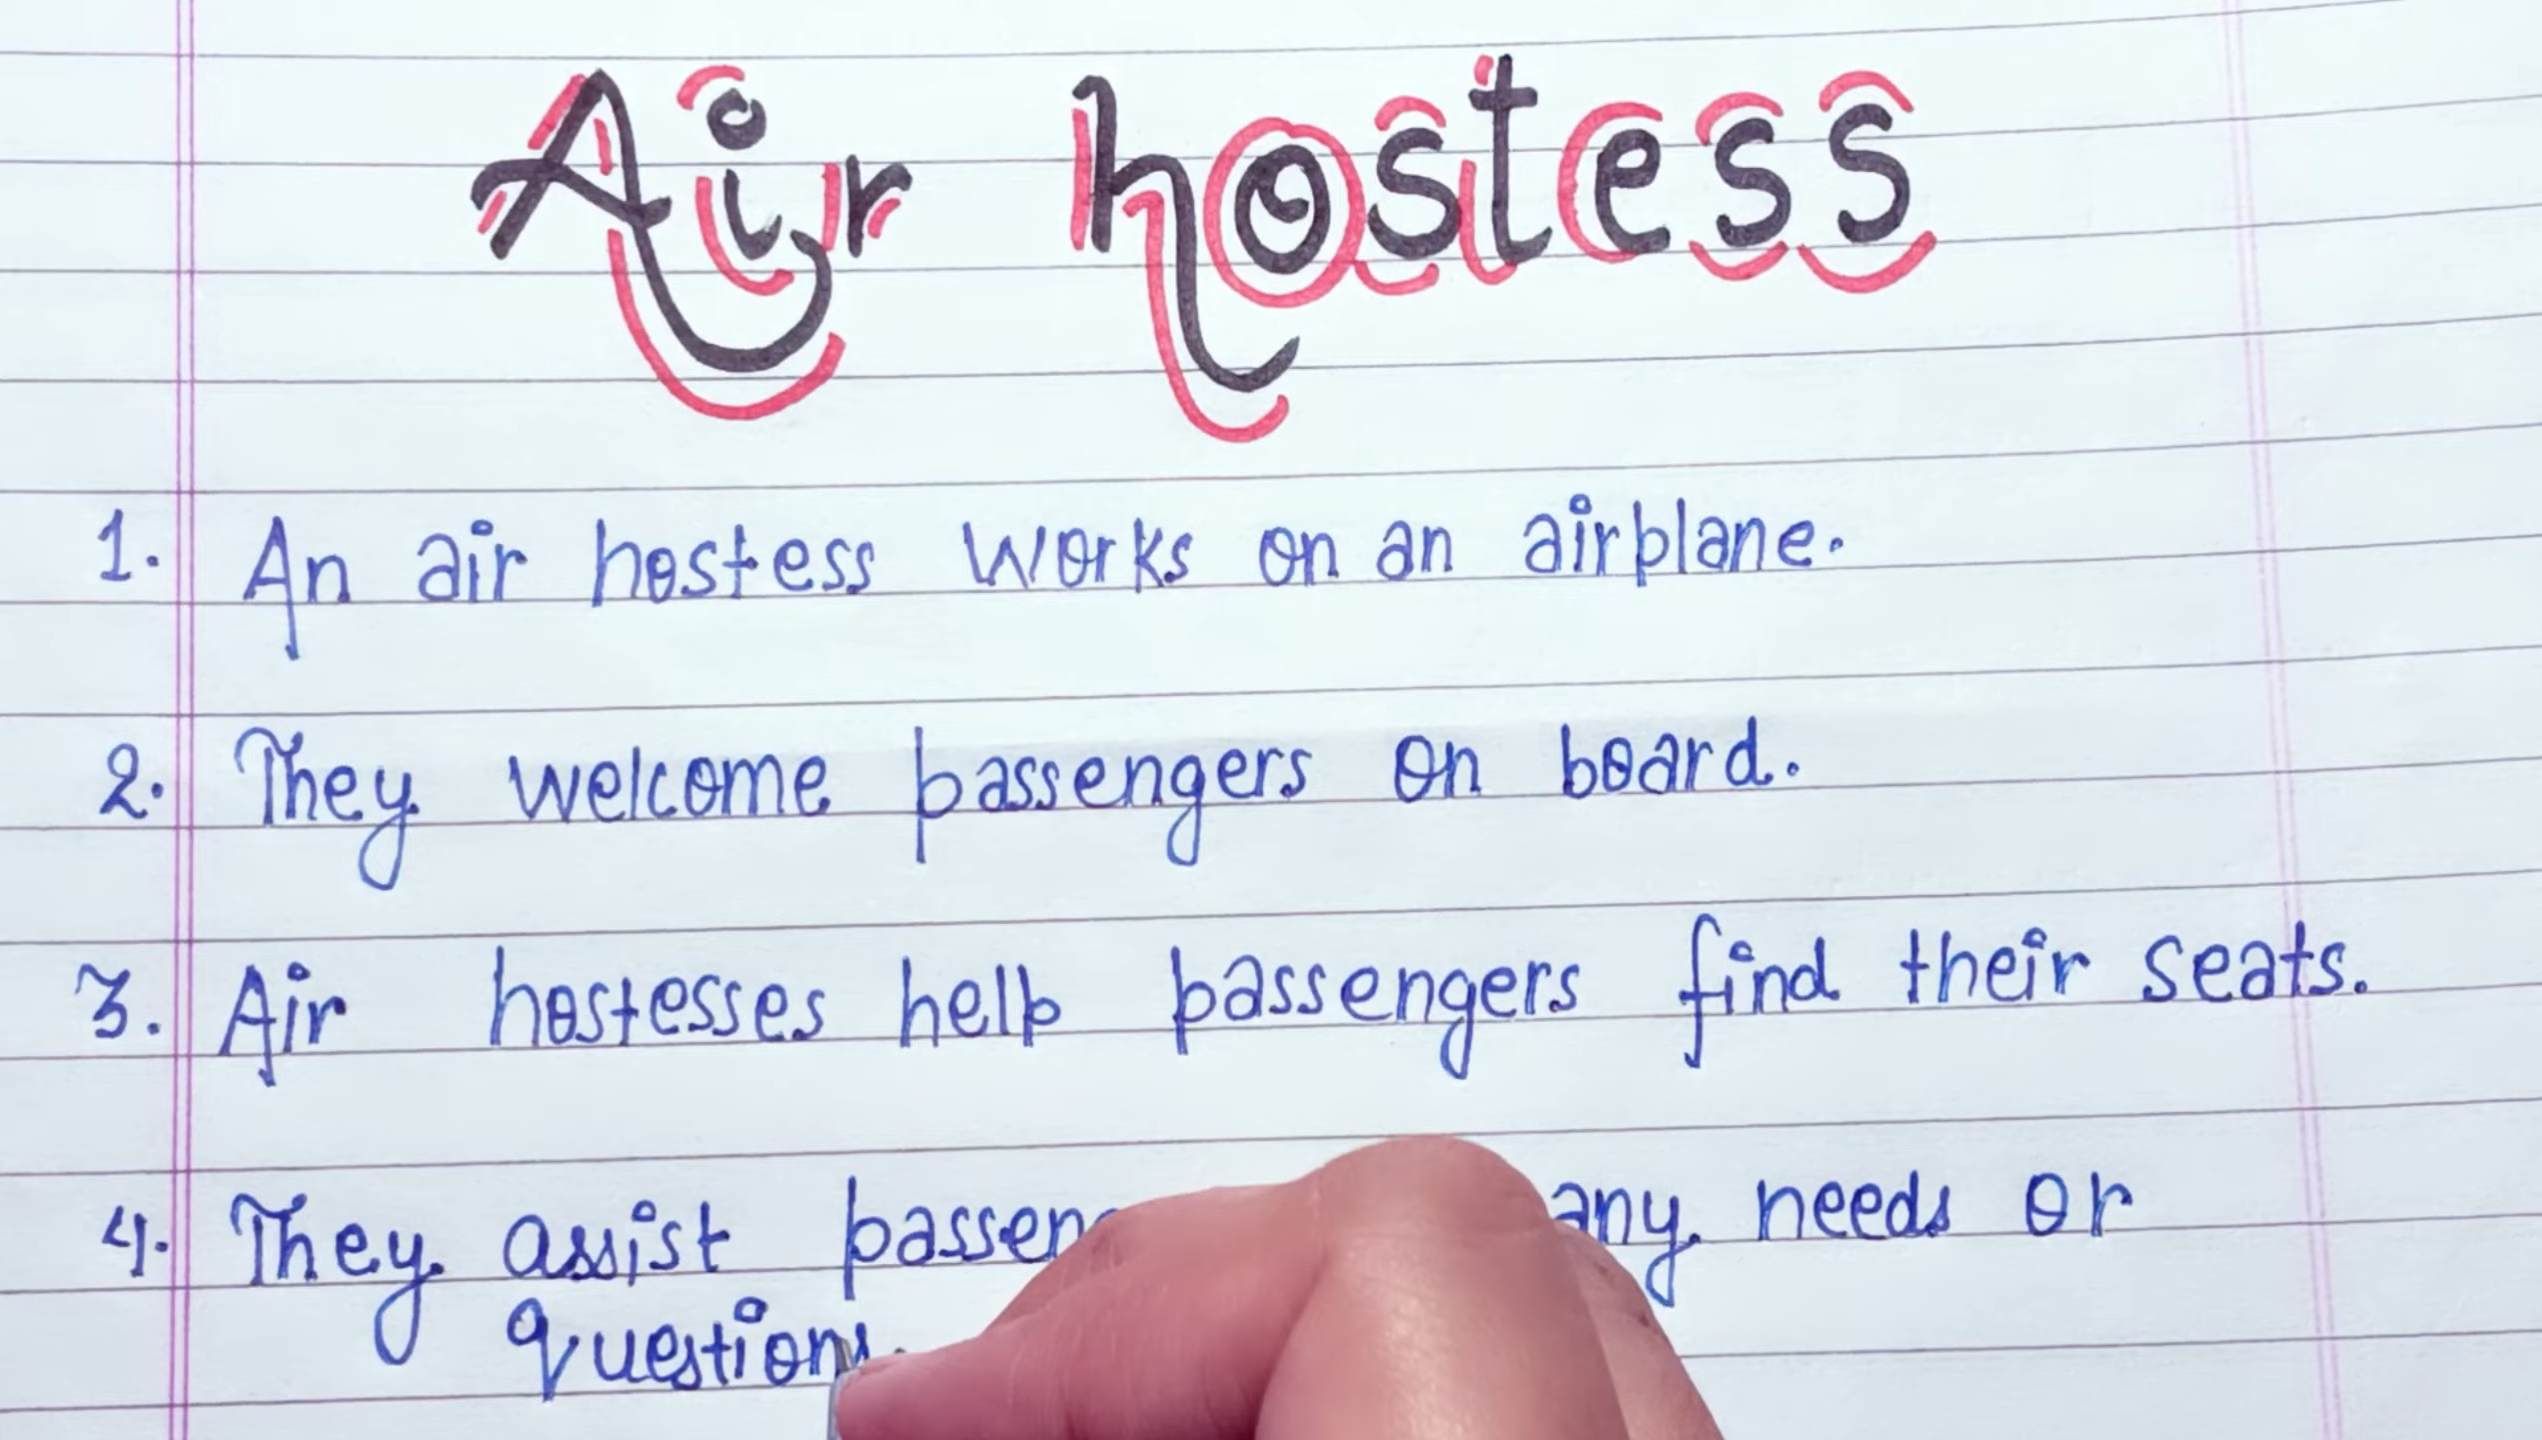 Air hostess
1. An air hostess works on an airplane.
2. They welcome passengers on board.
3. Air hostesses help passengers find their seats.
4. They assist any needs or
question